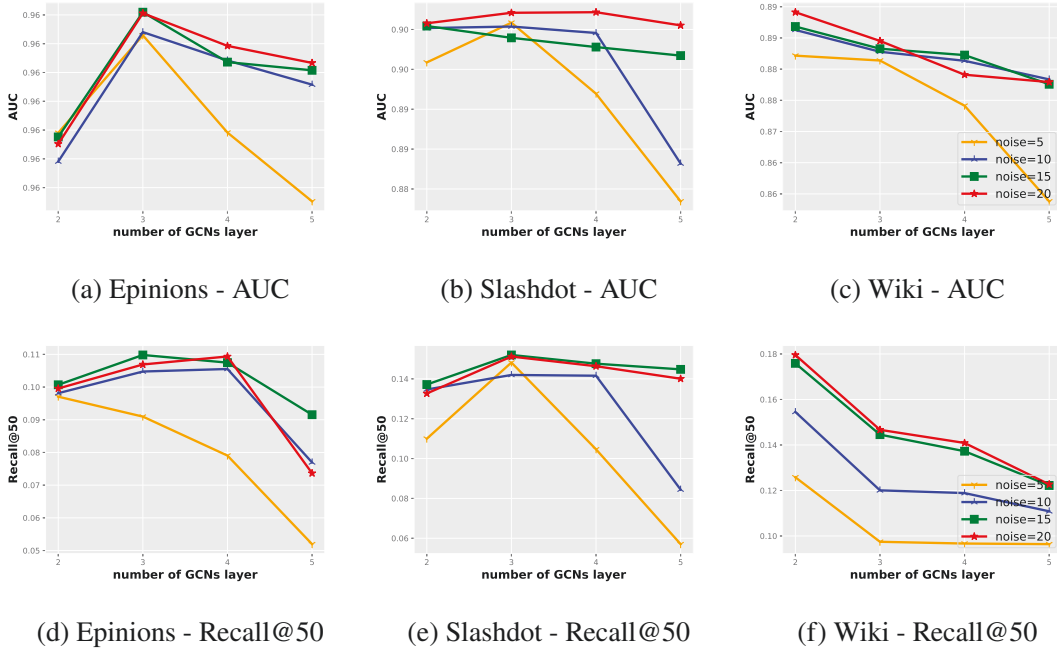 0.96
0.96
0.96
0.96
0.96
0.96
0.96
AUC
2
3
4
5
number of GCNs layer
(a) Epinions - AUC
0.90
0.90
0.89
0.89
0.88
AUC
2
3
4
5
number of GCNs layer
(b) Slashdot - AUC
0.89
0.89
0.88
0.88
0.87
0.86
0.86
AUC
noise=5
noise=10
noise=15
noise=20
2
3
4
5
number of GCNs layer
(c) Wiki - AUC
0.11
0.10
0.09
0.08
0.07
0.06
0.05
Recall@50
2
3
4
5
number of GCNs layer
(d) Epinions - Recall@50
0.14
0.12
0.10
0.08
0.06
Recall@50
2
3
4
5
number of GCNs layer
(e) Slashdot - Recall@50
0.18
0.16
0.14
0.12
0.10
Recall@50
noise=5
noise=10
noise=15
noise=20
2
3
4
5
number of GCNs layer
(f) Wiki - Recall@50